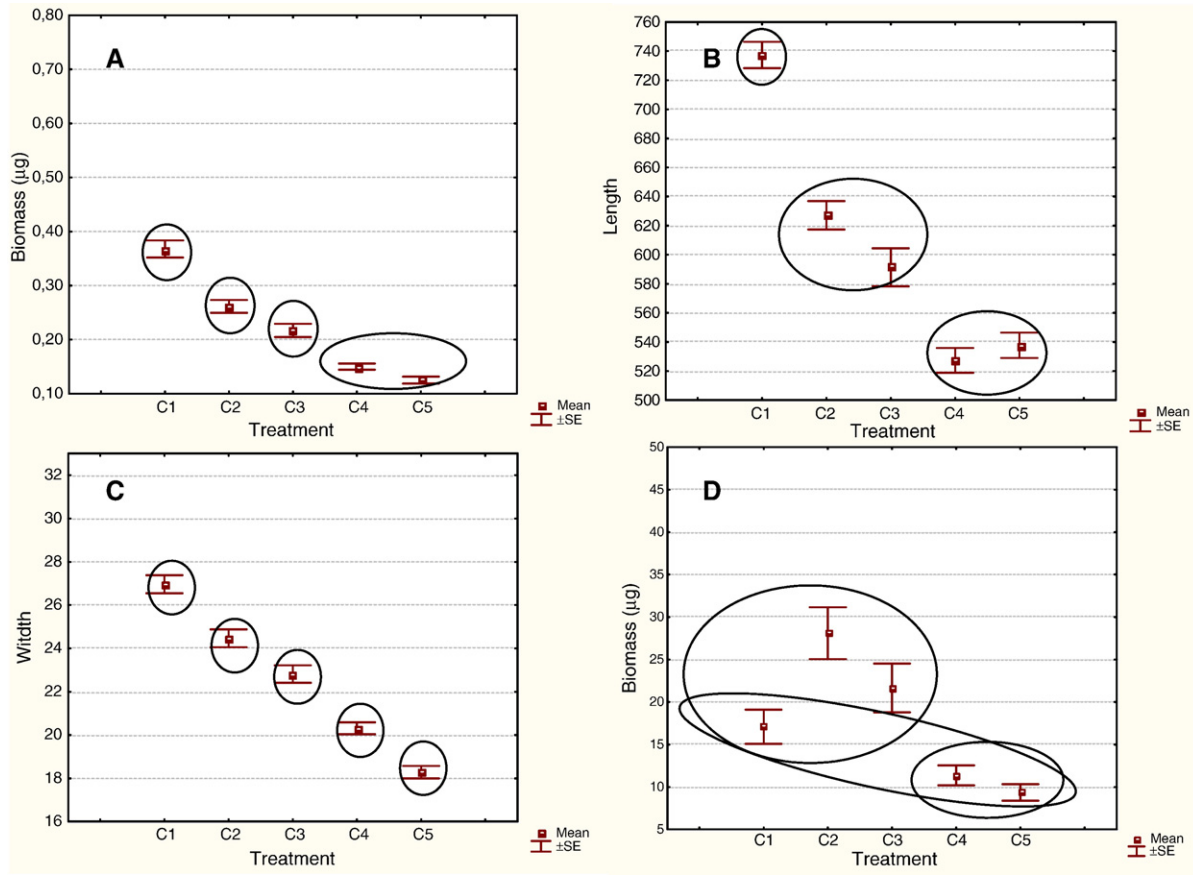 A
0,80
0,70
0,60
0,50
0,40
0,30
0,20
0,10
Biomass (µg)
C1 C2 C3 C4 C5
Treatment
Mean
±SE
B
760
740
720
700
680
660
640
620
600
580
560
540
520
500
Length
C1 C2 C3 C4 C5
Treatment
Mean
±SE
C
32
30
28
26
24
22
20
18
16
Witdth
C1 C2 C3 C4 C5
Treatment
Mean
±SE
D
50
45
40
35
30
25
20
15
10
5
Biomass (µg)
C1 C2 C3 C4 C5
Treatment
Mean
±SE